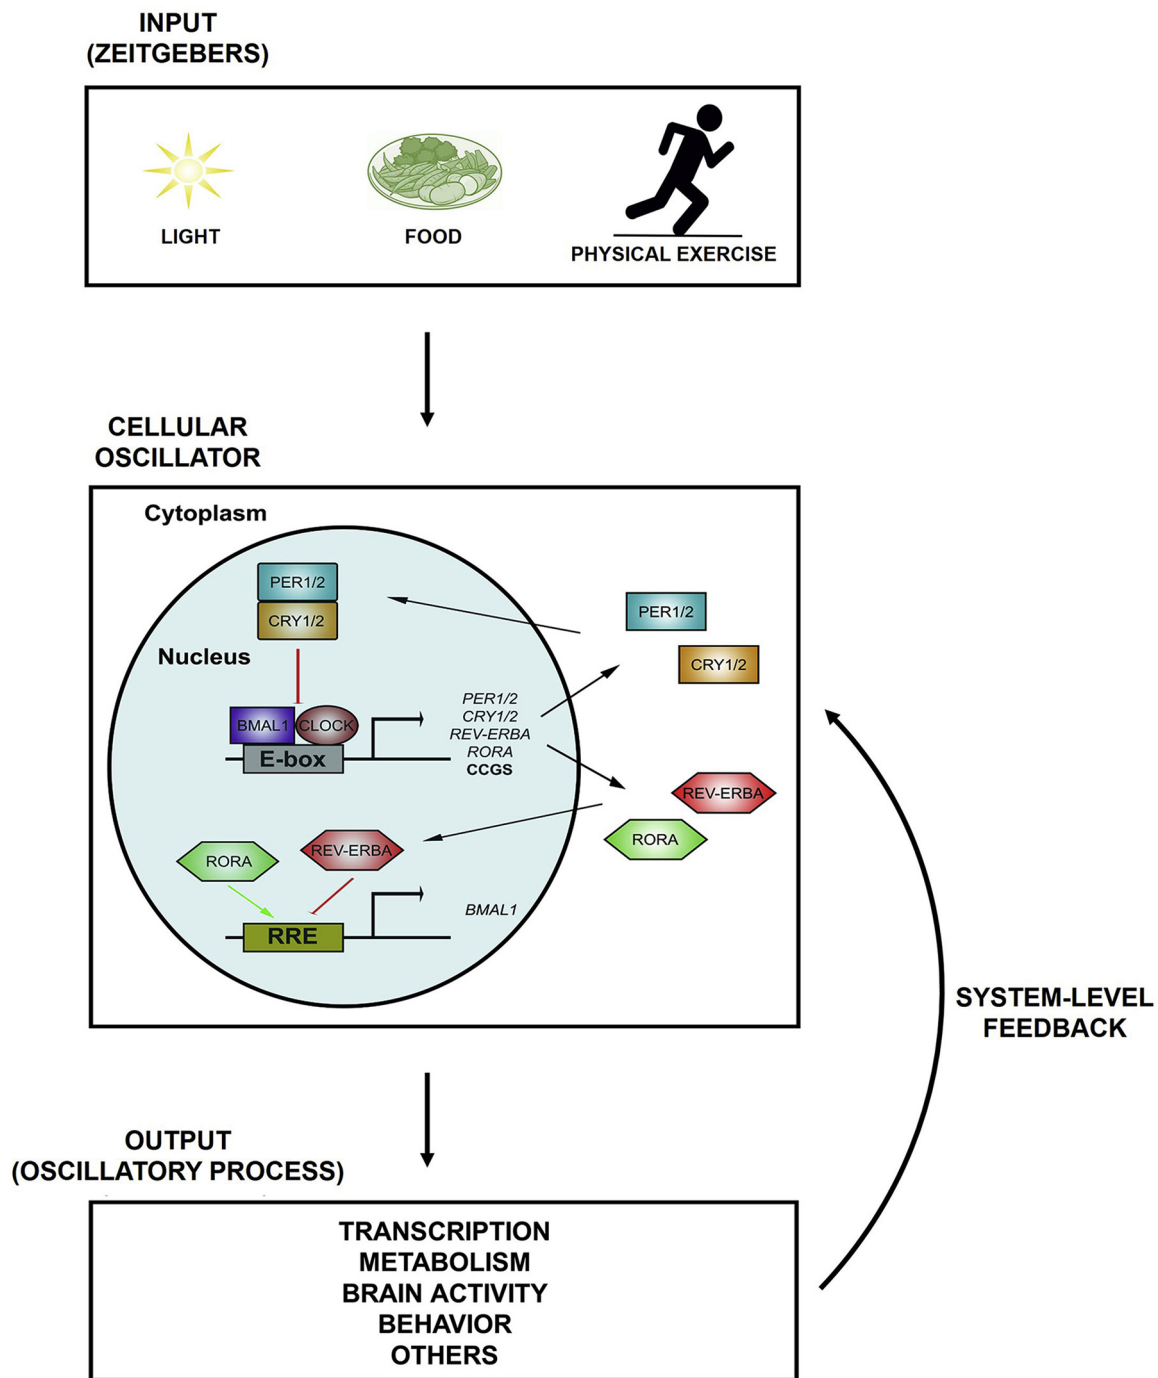 INPUT
(ZEITGEBERS)
LIGHT
FOOD
PHYSICAL EXERCISE
CELLULAR
OSCILLATOR
Cytoplasm
PER1/2
CRY1/2
Nucleus
BMAL1
CLOCK
E-box
PER1/2
CRY1/2
REV-ERBA
RORA
CCGS
PER1/2
CRY1/2
REV-ERBA
RORA
RORA
REV-ERBA
RRE
BMAL1
SYSTEM-LEVEL
FEEDBACK
OUTPUT
(OSCILLATORY PROCESS)
TRANSCRIPTION
METABOLISM
BRAIN ACTIVITY
BEHAVIOR
OTHERS